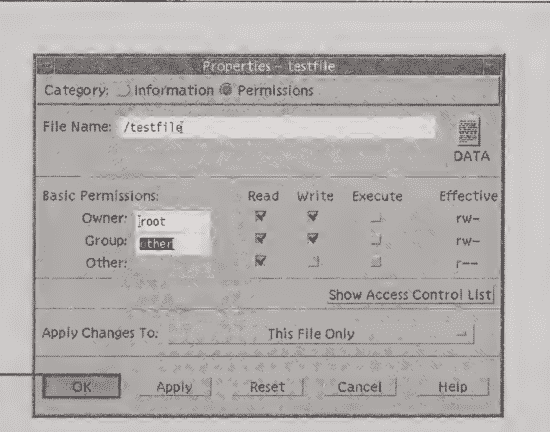 Properties - testfile
Category: Information Permissions
File Name: /testfile
DATA
Basic Permissions: Read Write Execute Effective
Owner: root rw-
Group: other rw-
Other: r--
Show Access Control List
Apply Changes To: This File Only
OK Apply Reset Cancel Help